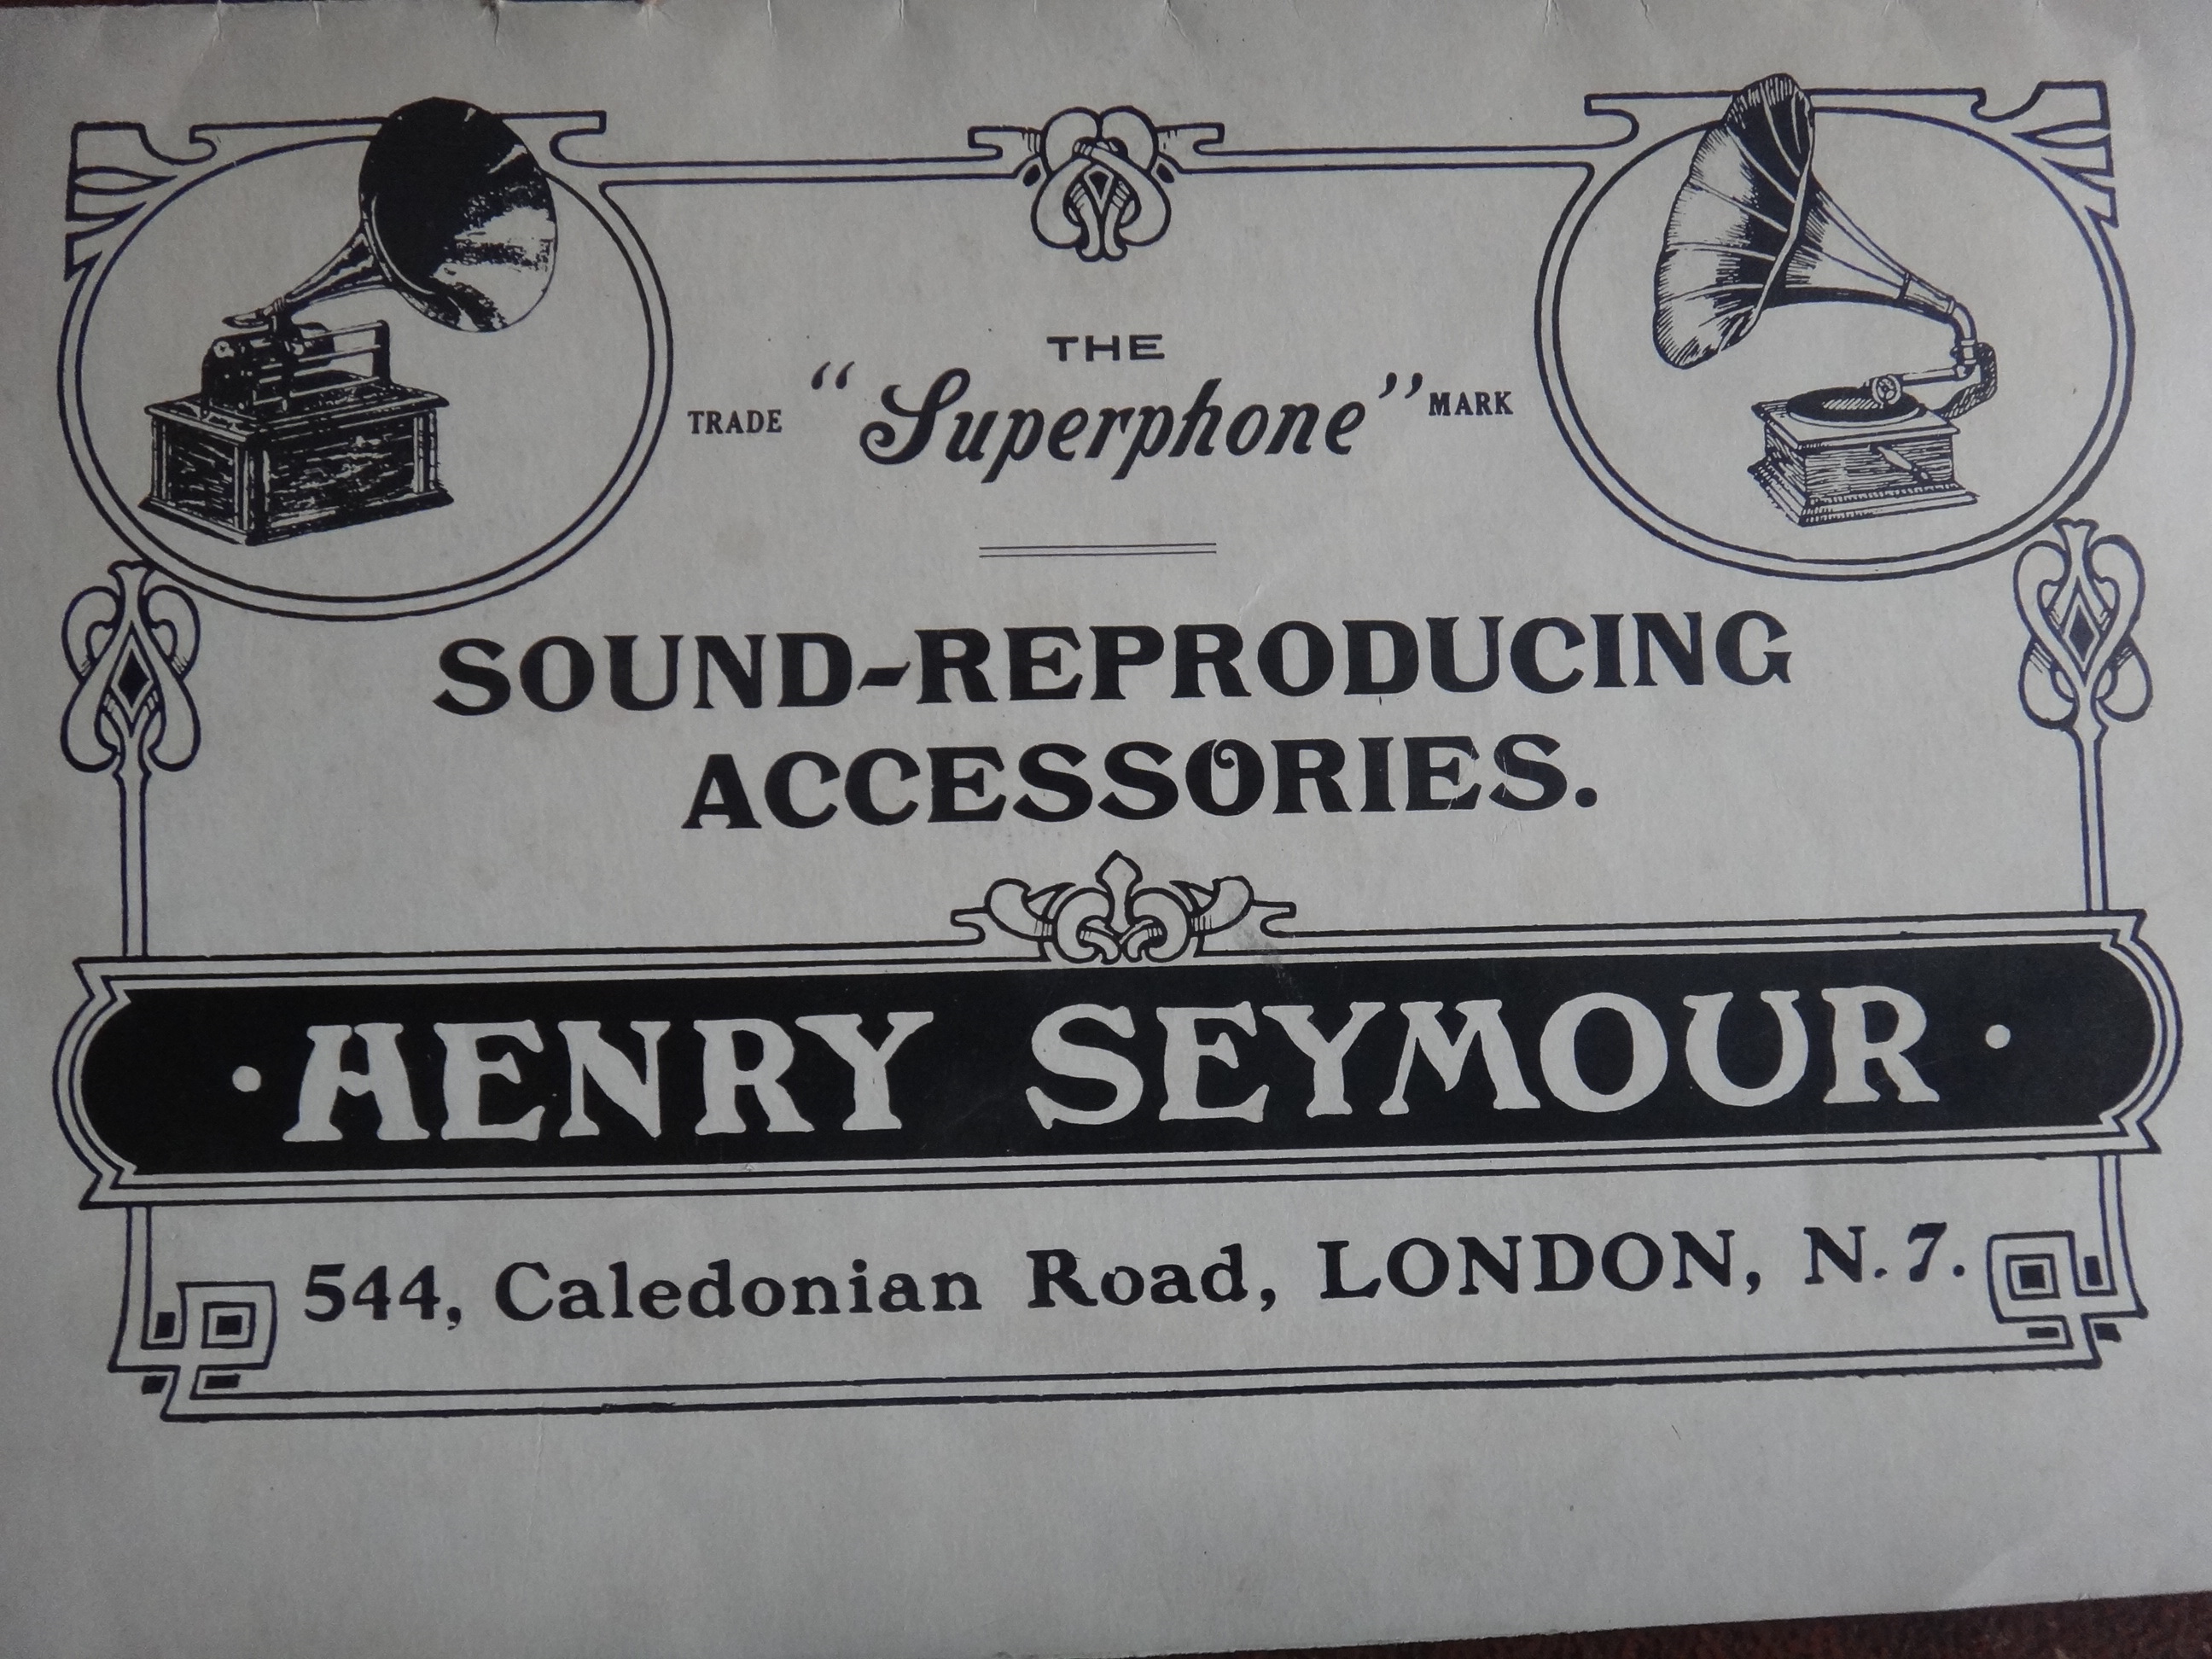 THE
TRADE "Superphone" MARK
SOUND-REPRODUCING
ACCESSORIES.
· HENRY SEYMOUR ·
544, Caledonian Road, LONDON, N. 7.